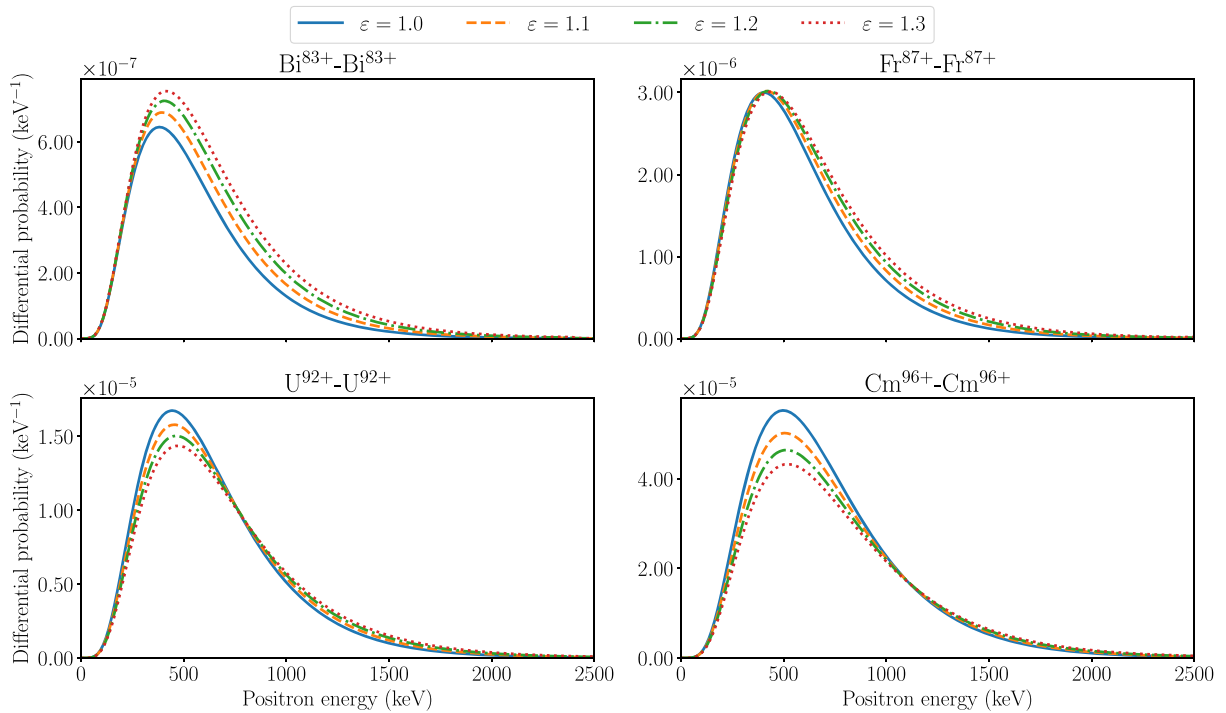 ε = 1.0 ε = 1.1 ε = 1.2 ε = 1.3
Bi⁸³⁺-Bi⁸³⁺
×10⁻⁷
Differential probability (keV⁻¹)
6.00
4.00
2.00
0.00
Fr⁸⁷⁺-Fr⁸⁷⁺
×10⁻⁶
3.00
2.00
1.00
0.00
U⁹²⁺-U⁹²⁺
×10⁻⁵
Differential probability (keV⁻¹)
1.50
1.00
0.50
0.00
0 500 1000 1500 2000 2500
Positron energy (keV)
Cm⁹⁶⁺-Cm⁹⁶⁺
×10⁻⁵
4.00
2.00
0.00
0 500 1000 1500 2000 2500
Positron energy (keV)